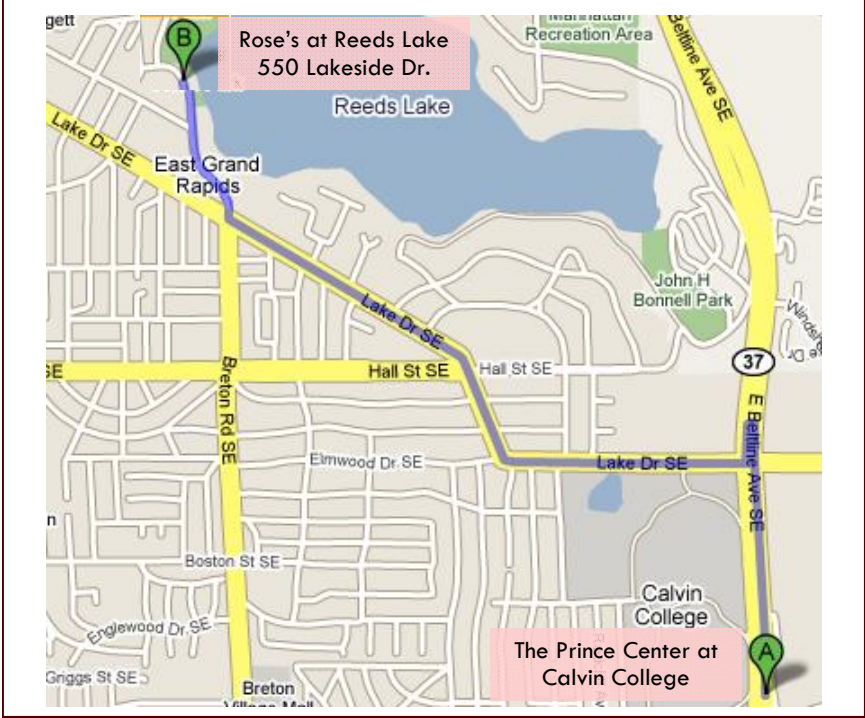 gett
B
Rose's at Reeds Lake
550 Lakeside Dr.
Manhattan
Recreation Area
Beltline Ave SE
Reeds Lake
Lake Dr SE
East Grand
Rapids
John H
Bonnell Park
Lake Dr SE
37
SE
Hall St SE
Hall St SE
Breton Rd SE
E Beltline Ave SE
Elmwood Dr SE
Lake Dr SE
n
Boston St SE
Calvin
College
Englewood Dr SE
The Prince Center at
Calvin College
A
Griggs St SE
Breton
Village Mall